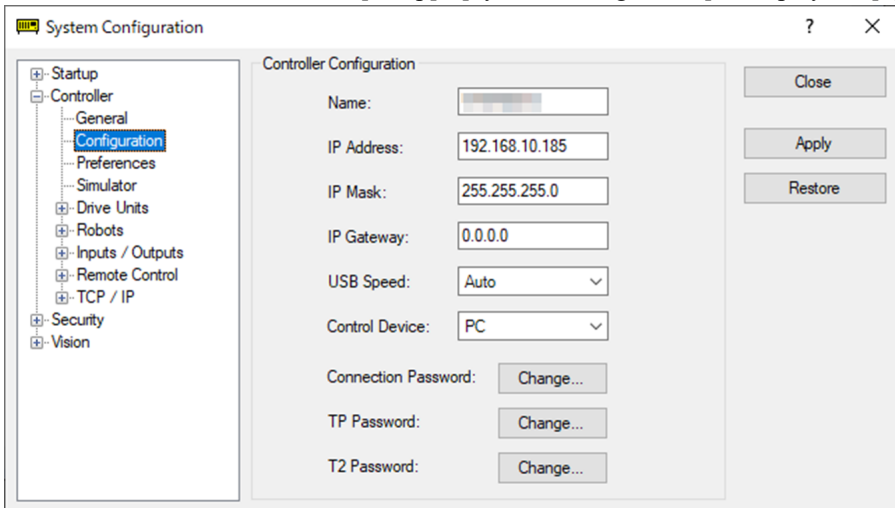 System Configuration
?
Startup
Controller
General
Configuration
Preferences
Simulator
Drive Units
Robots
Inputs / Outputs
Remote Control
TCP / IP
Security
Vision
Controller Configuration
Name:
IP Address: 192.168.10.185
IP Mask: 255.255.255.0
IP Gateway: 0.0.0.0
USB Speed: Auto
Control Device: PC
Connection Password: Change...
TP Password: Change...
T2 Password: Change...
Close
Apply
Restore